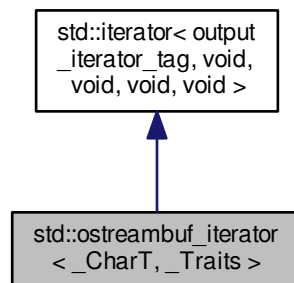 std::iterator< output
_iterator_tag, void,
void, void, void >
std::ostreambuf_iterator
< _CharT, _Traits >